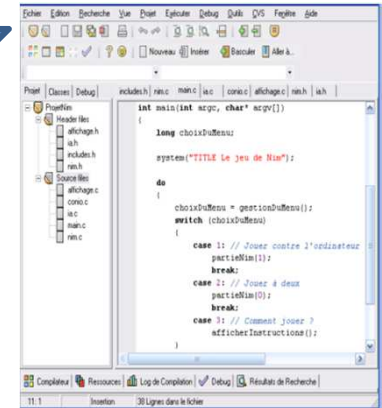 Fichier Edition Recherche Vue Projet Exécuter Debug Outils CVS Fenêtre Aide
Nouveau Insérer Basculer Aller à...
Projet Classes Debug
includes.h nim.c main.c ia.c conio.c affichage.c nim.h ia.h
ProjetNim
Header files
affichage.h
ia.h
includes.h
nim.h
Source files
affichage.c
conio.c
ia.c
main.c
nim.c
int main(int argc, char* argv[])
{
long choixDuMenu;
system("TITLE Le jeu de Nim");
do
{
choixDuMenu = gestionDuMenu();
switch (choixDuMenu)
{
case 1: // Jouer contre l'ordinateur
partieNim(1);
break;
case 2: // Jouer à deux
partieNim(0);
break;
case 3: // Comment jouer ?
afficherInstructions();
}
Compilateur Ressources Log de Compilation Debug Résultats de Recherche
11: 1 Insertion 38 Lignes dans le fichier